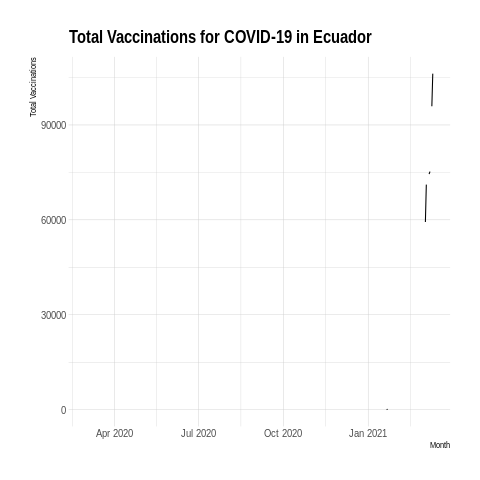 Total Vaccinations for COVID-19 in Ecuador
Total Vaccinations
90000
60000
30000
0
Apr 2020 Jul 2020 Oct 2020 Jan 2021
Month